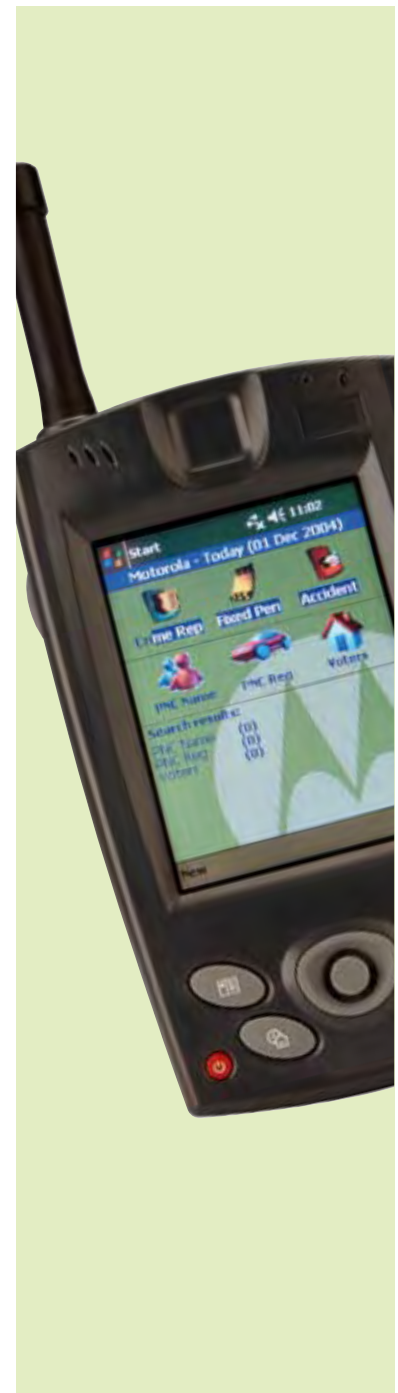 Start 11:02
Motorola - Today (01 Dec 2004)
Crime Rep Fixed Pen Accident
PNC Name PNC Reg Voters
Search results:
PNC Name (0)
PNC Reg (0)
Voters (0)
New